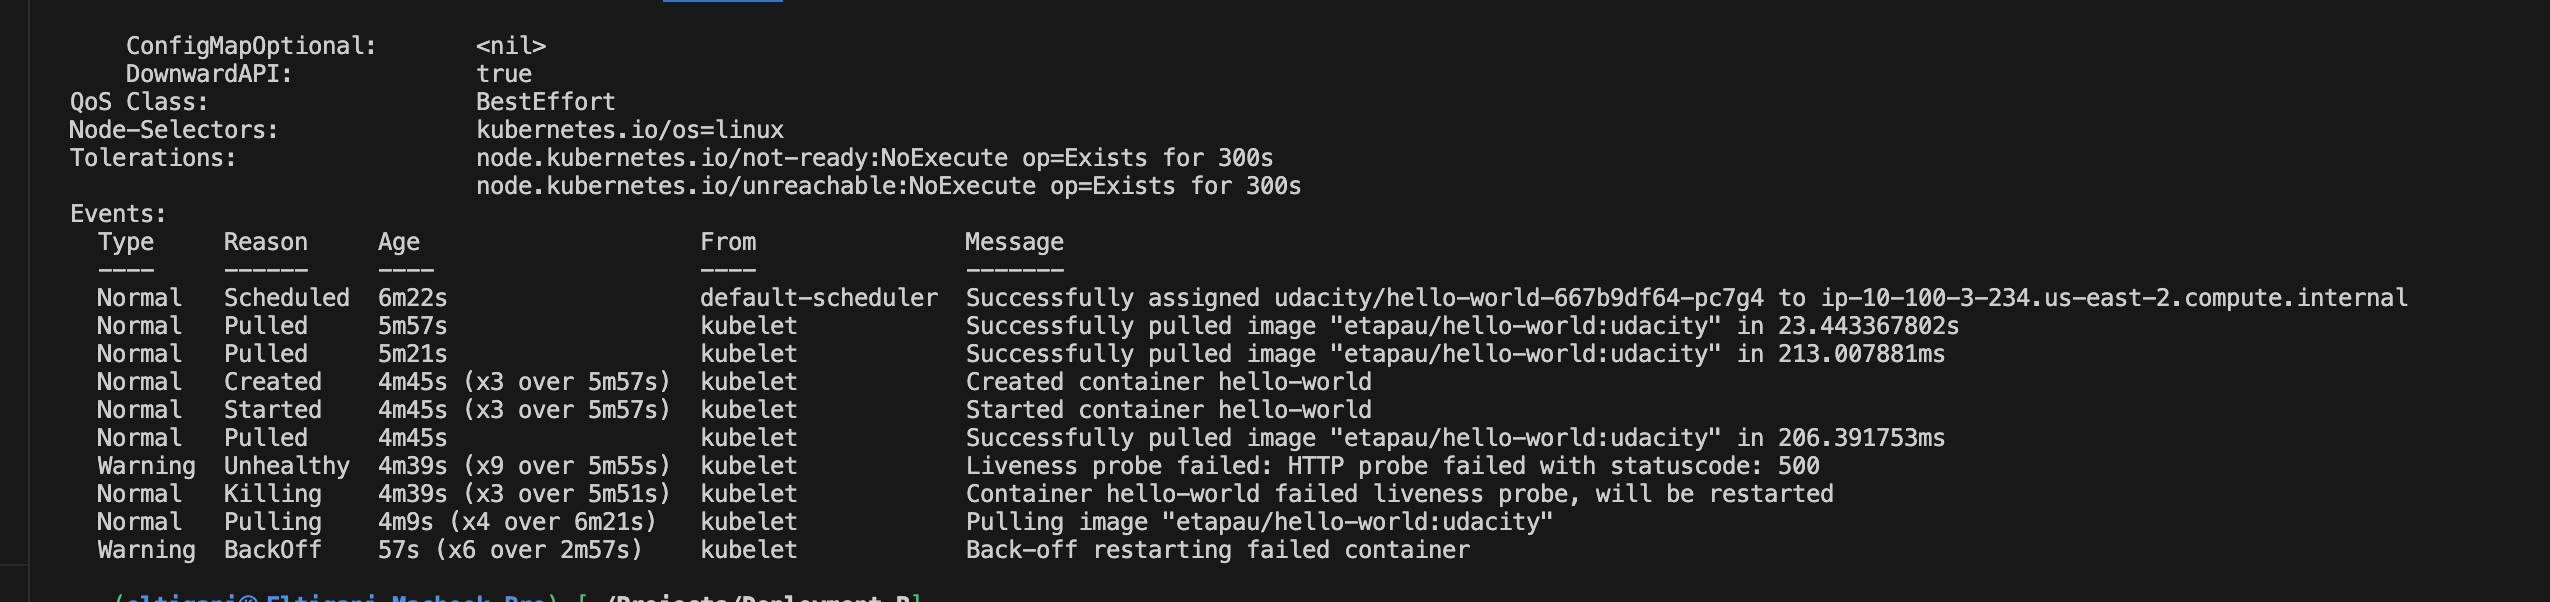 ConfigMapOptional: <nil>
DownwardAPI: true
QoS Class: BestEffort
Node-Selectors: kubernetes.io/os=linux
Tolerations: node.kubernetes.io/not-ready:NoExecute op=Exists for 300s
node.kubernetes.io/unreachable:NoExecute op=Exists for 300s
Events:
Type Reason Age From Message
---- ------ ---- ---- -------
Normal Scheduled 6m22s default-scheduler Successfully assigned udacity/hello-world-667b9df64-pc7g4 to ip-10-100-3-234.us-east-2.compute.internal
Normal Pulled 5m57s kubelet Successfully pulled image "etapau/hello-world:udacity" in 23.443367802s
Normal Pulled 5m21s kubelet Successfully pulled image "etapau/hello-world:udacity" in 213.007881ms
Normal Created 4m45s (x3 over 5m57s) kubelet Created container hello-world
Normal Started 4m45s (x3 over 5m57s) kubelet Started container hello-world
Normal Pulled 4m45s kubelet Successfully pulled image "etapau/hello-world:udacity" in 206.391753ms
Warning Unhealthy 4m39s (x9 over 5m55s) kubelet Liveness probe failed: HTTP probe failed with statuscode: 500
Normal Killing 4m39s (x3 over 5m51s) kubelet Container hello-world failed liveness probe, will be restarted
Normal Pulling 4m9s (x4 over 6m21s) kubelet Pulling image "etapau/hello-world:udacity"
Warning BackOff 57s (x6 over 2m57s) kubelet Back-off restarting failed container